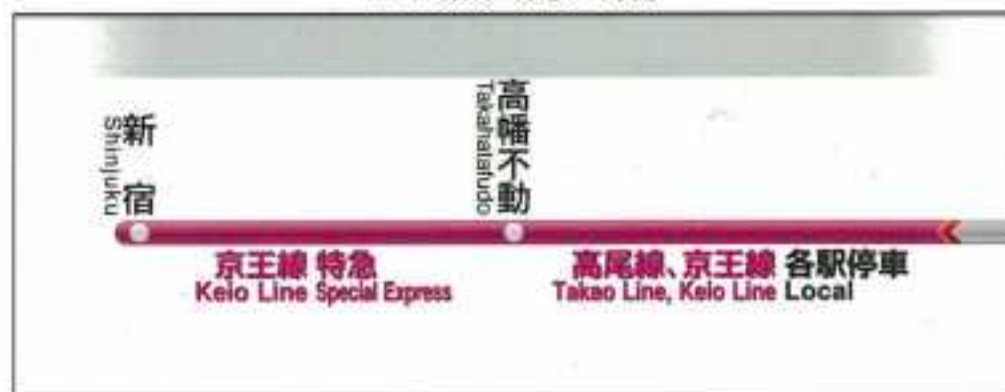 新宿
Shinjuku
高幡不動
Takahatafudo
京王線 特急
Keio Line Special Express
高尾線、京王線 各駅停車
Takao Line, Keio Line Local